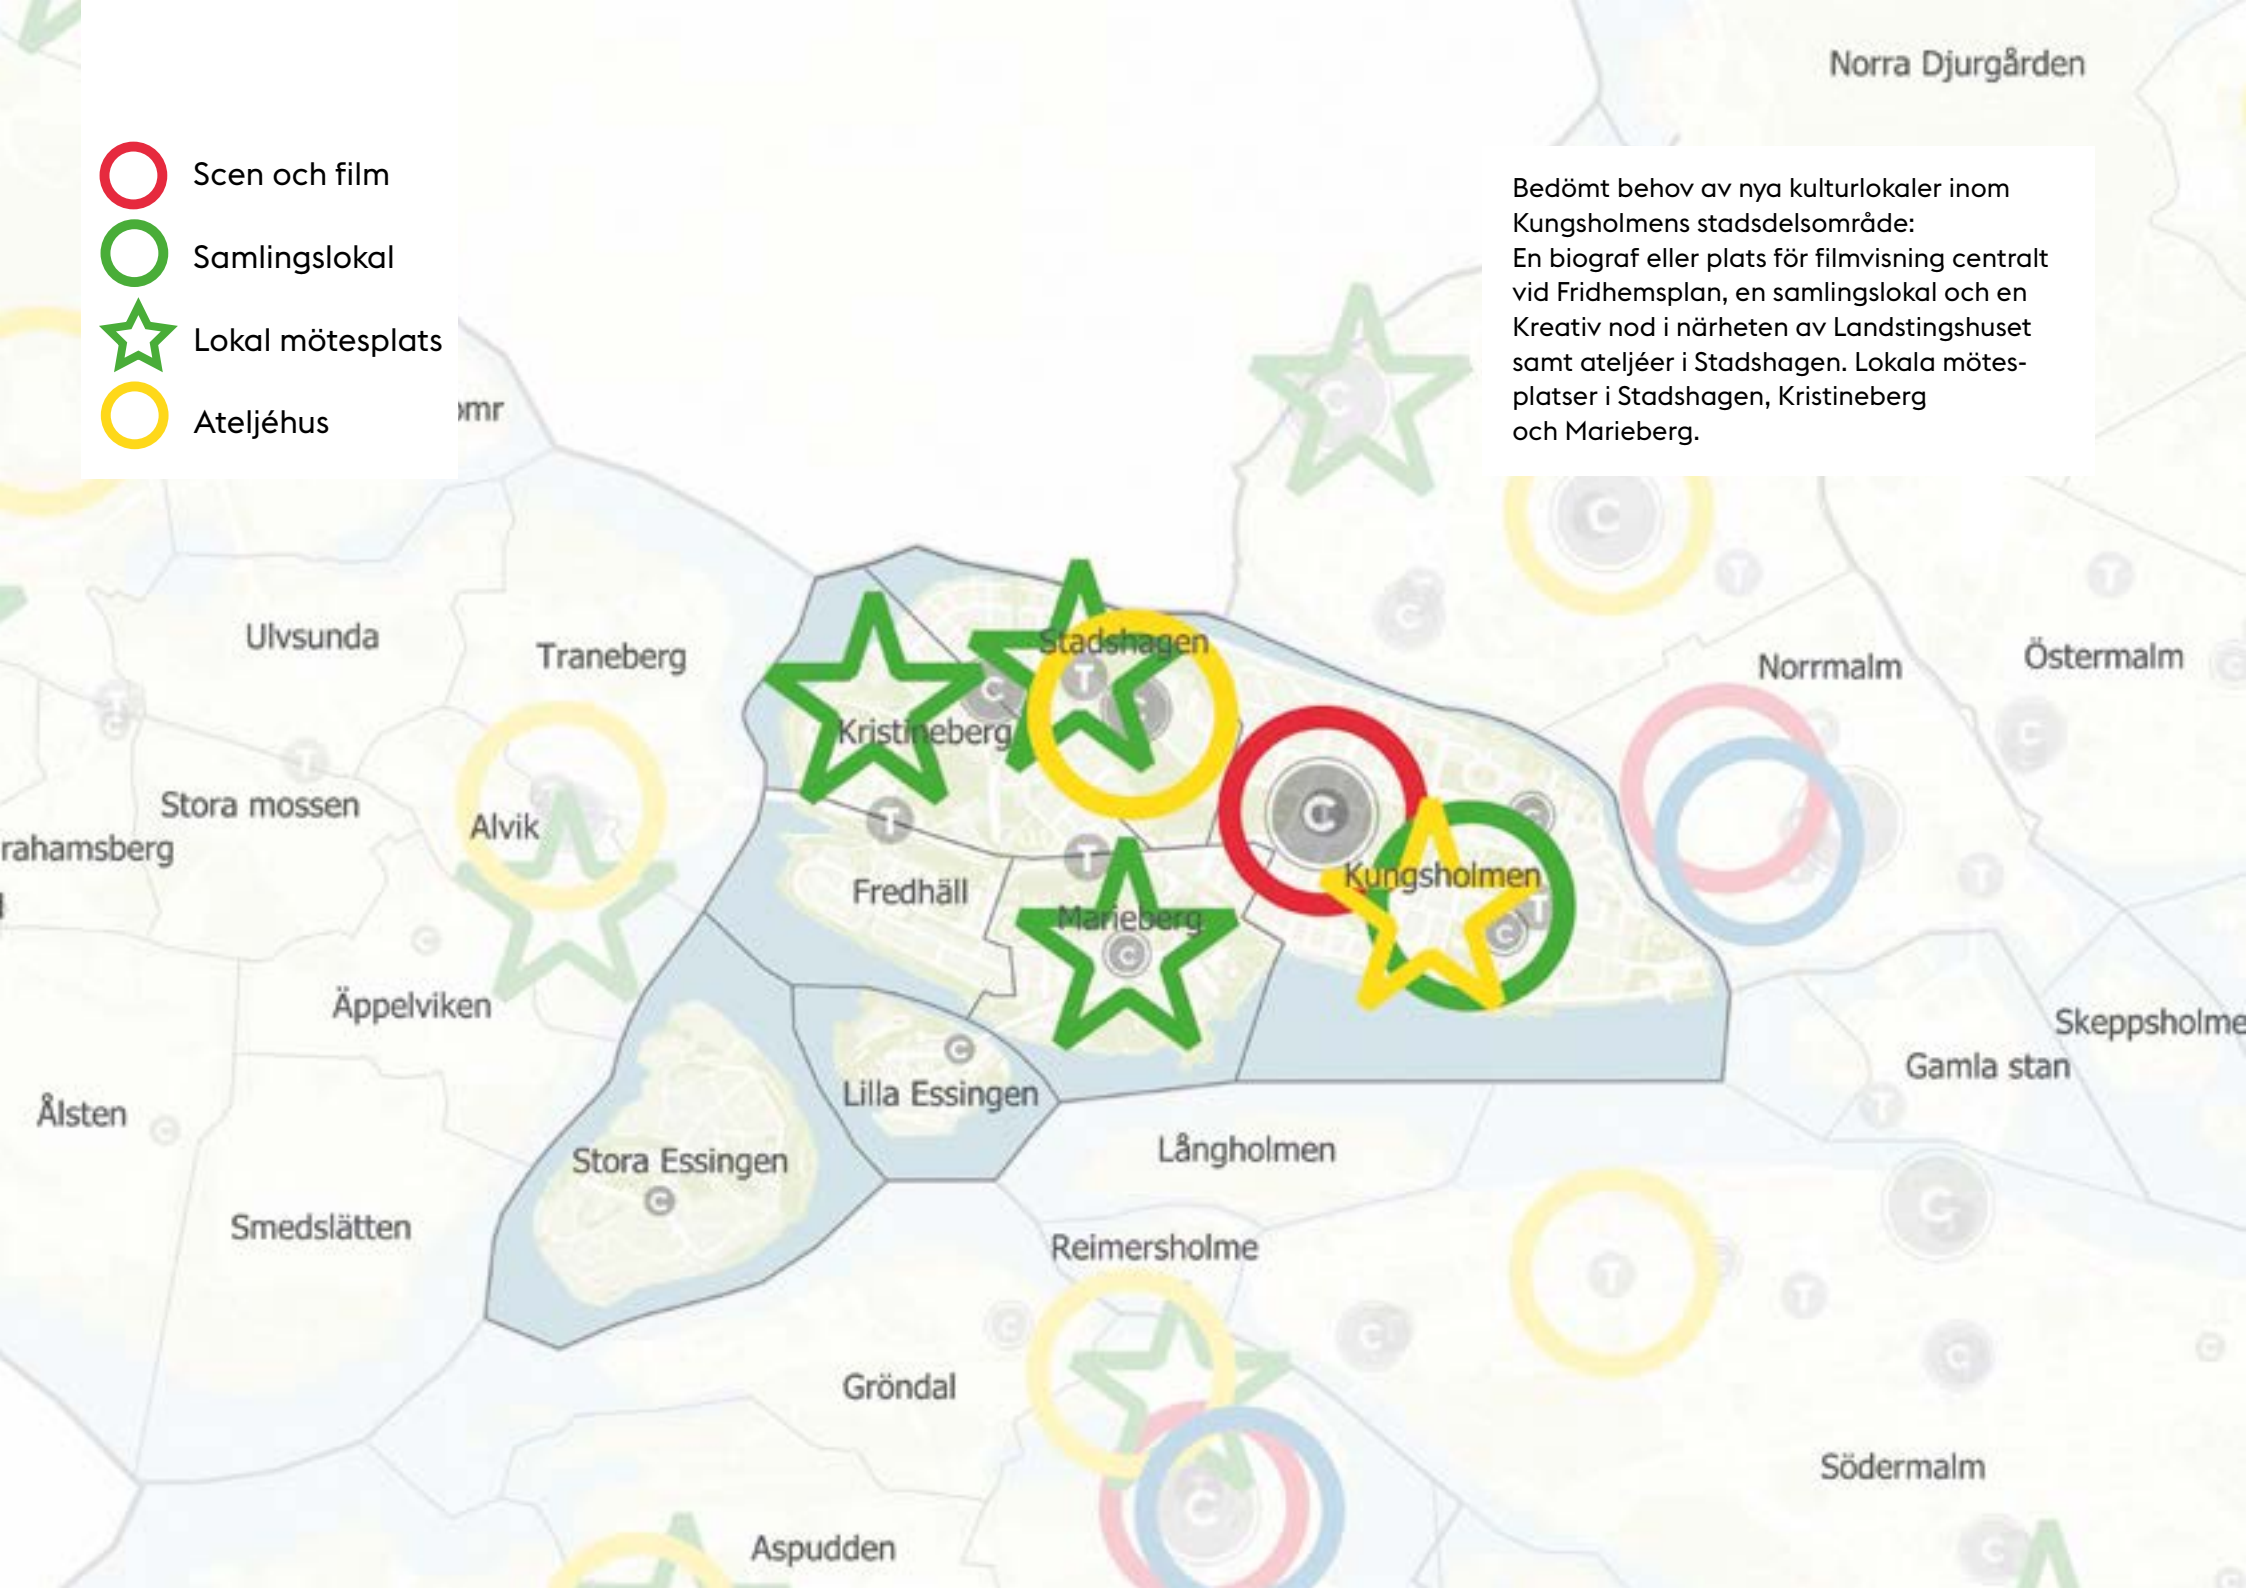 Norra Djurgården
Scen och film
Samlingslokal
Lokal mötesplats
Ateljéhus
Bedömt behov av nya kulturlokaler inom
Kungsholmens stadsdelsområde:
En biograf eller plats för filmvisning centralt
vid Fridhemsplan, en samlingslokal och en
Kreativ nod i närheten av Landstingshuset
samt ateljéer i Stadshagen. Lokala mötes-
platser i Stadshagen, Kristineberg
och Marieberg.
omr
Ulvsunda
Traneberg
Stadshagen
Norrmalm
Östermalm
Kristineberg
Stora mossen
Alvik
rahamsberg
Fredhäll
Kungsholmen
Marieberg
Äppelviken
Skeppsholme
Gamla stan
Lilla Essingen
Ålsten
Långholmen
Stora Essingen
Smedslätten
Reimersholme
Gröndal
Södermalm
Aspudden